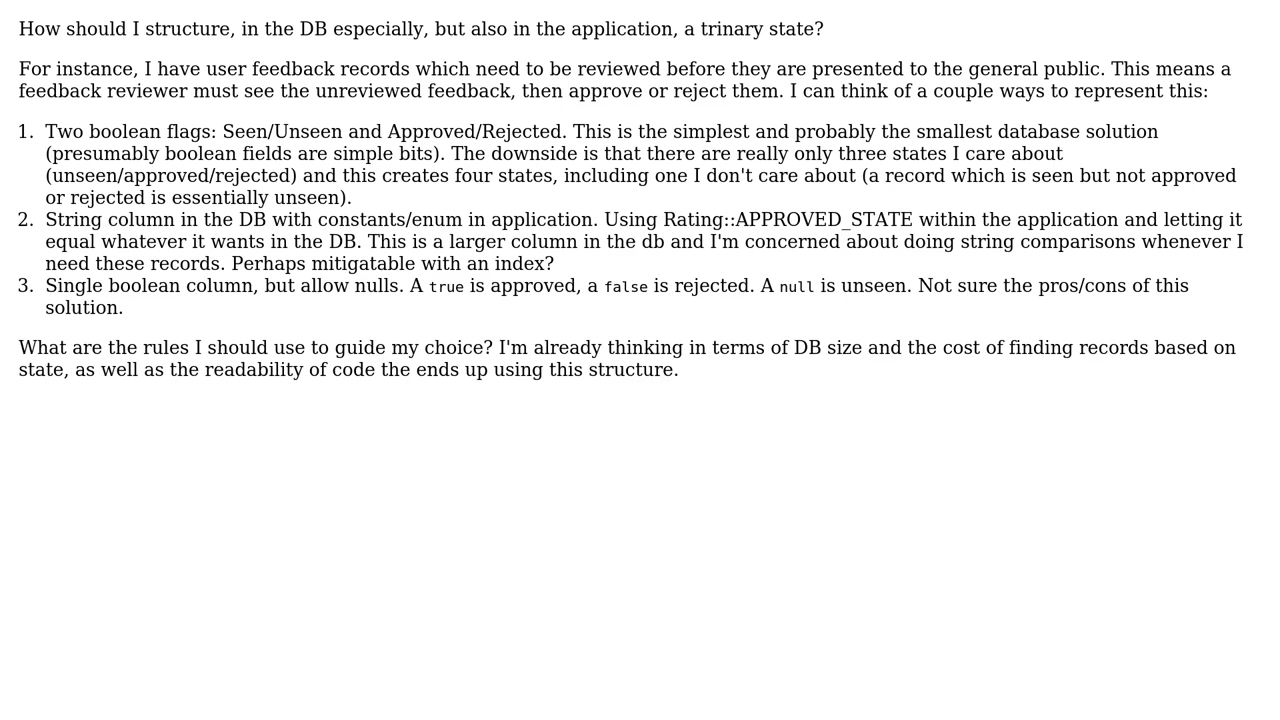 How should I structure, in the DB especially, but also in the application, a trinary state?
For instance, I have user feedback records which need to be reviewed before they are presented to the general public. This means a
feedback reviewer must see the unreviewed feedback, then approve or reject them. I can think of a couple ways to represent this:
1. Two boolean flags: Seen/Unseen and Approved/Rejected. This is the simplest and probably the smallest database solution
(presumably boolean fields are simple bits). The downside is that there are really only three states I care about
(unseen/approved/rejected) and this creates four states, including one I don't care about (a record which is seen but not approved
or rejected is essentially unseen).
2. String column in the DB with constants/enum in application. Using Rating::APPROVED_STATE within the application and letting it
equal whatever it wants in the DB. This is a larger column in the db and I'm concerned about doing string comparisons whenever I
need these records. Perhaps mitigatable with an index?
3. Single boolean column, but allow nulls. A true is approved, a false is rejected. A null is unseen. Not sure the pros/cons of this
solution.
What are the rules I should use to guide my choice? I'm already thinking in terms of DB size and the cost of finding records based on
state, as well as the readability of code the ends up using this structure.